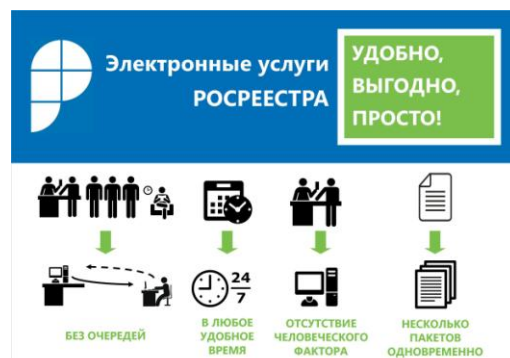 Электронные услуги
РОСРЕЕСТРА
УДОБНО,
ВЫГОДНО,
ПРОСТО!
24
7
БЕЗ ОЧЕРЕДЕЙ
В ЛЮБОЕ
УДОБНОЕ
ВРЕМЯ
ОТСУТСТВИЕ
ЧЕЛОВЕЧЕСКОГО
ФАКТОРА
НЕСКОЛЬКО
ПАКЕТОВ
ОДНОВРЕМЕННО